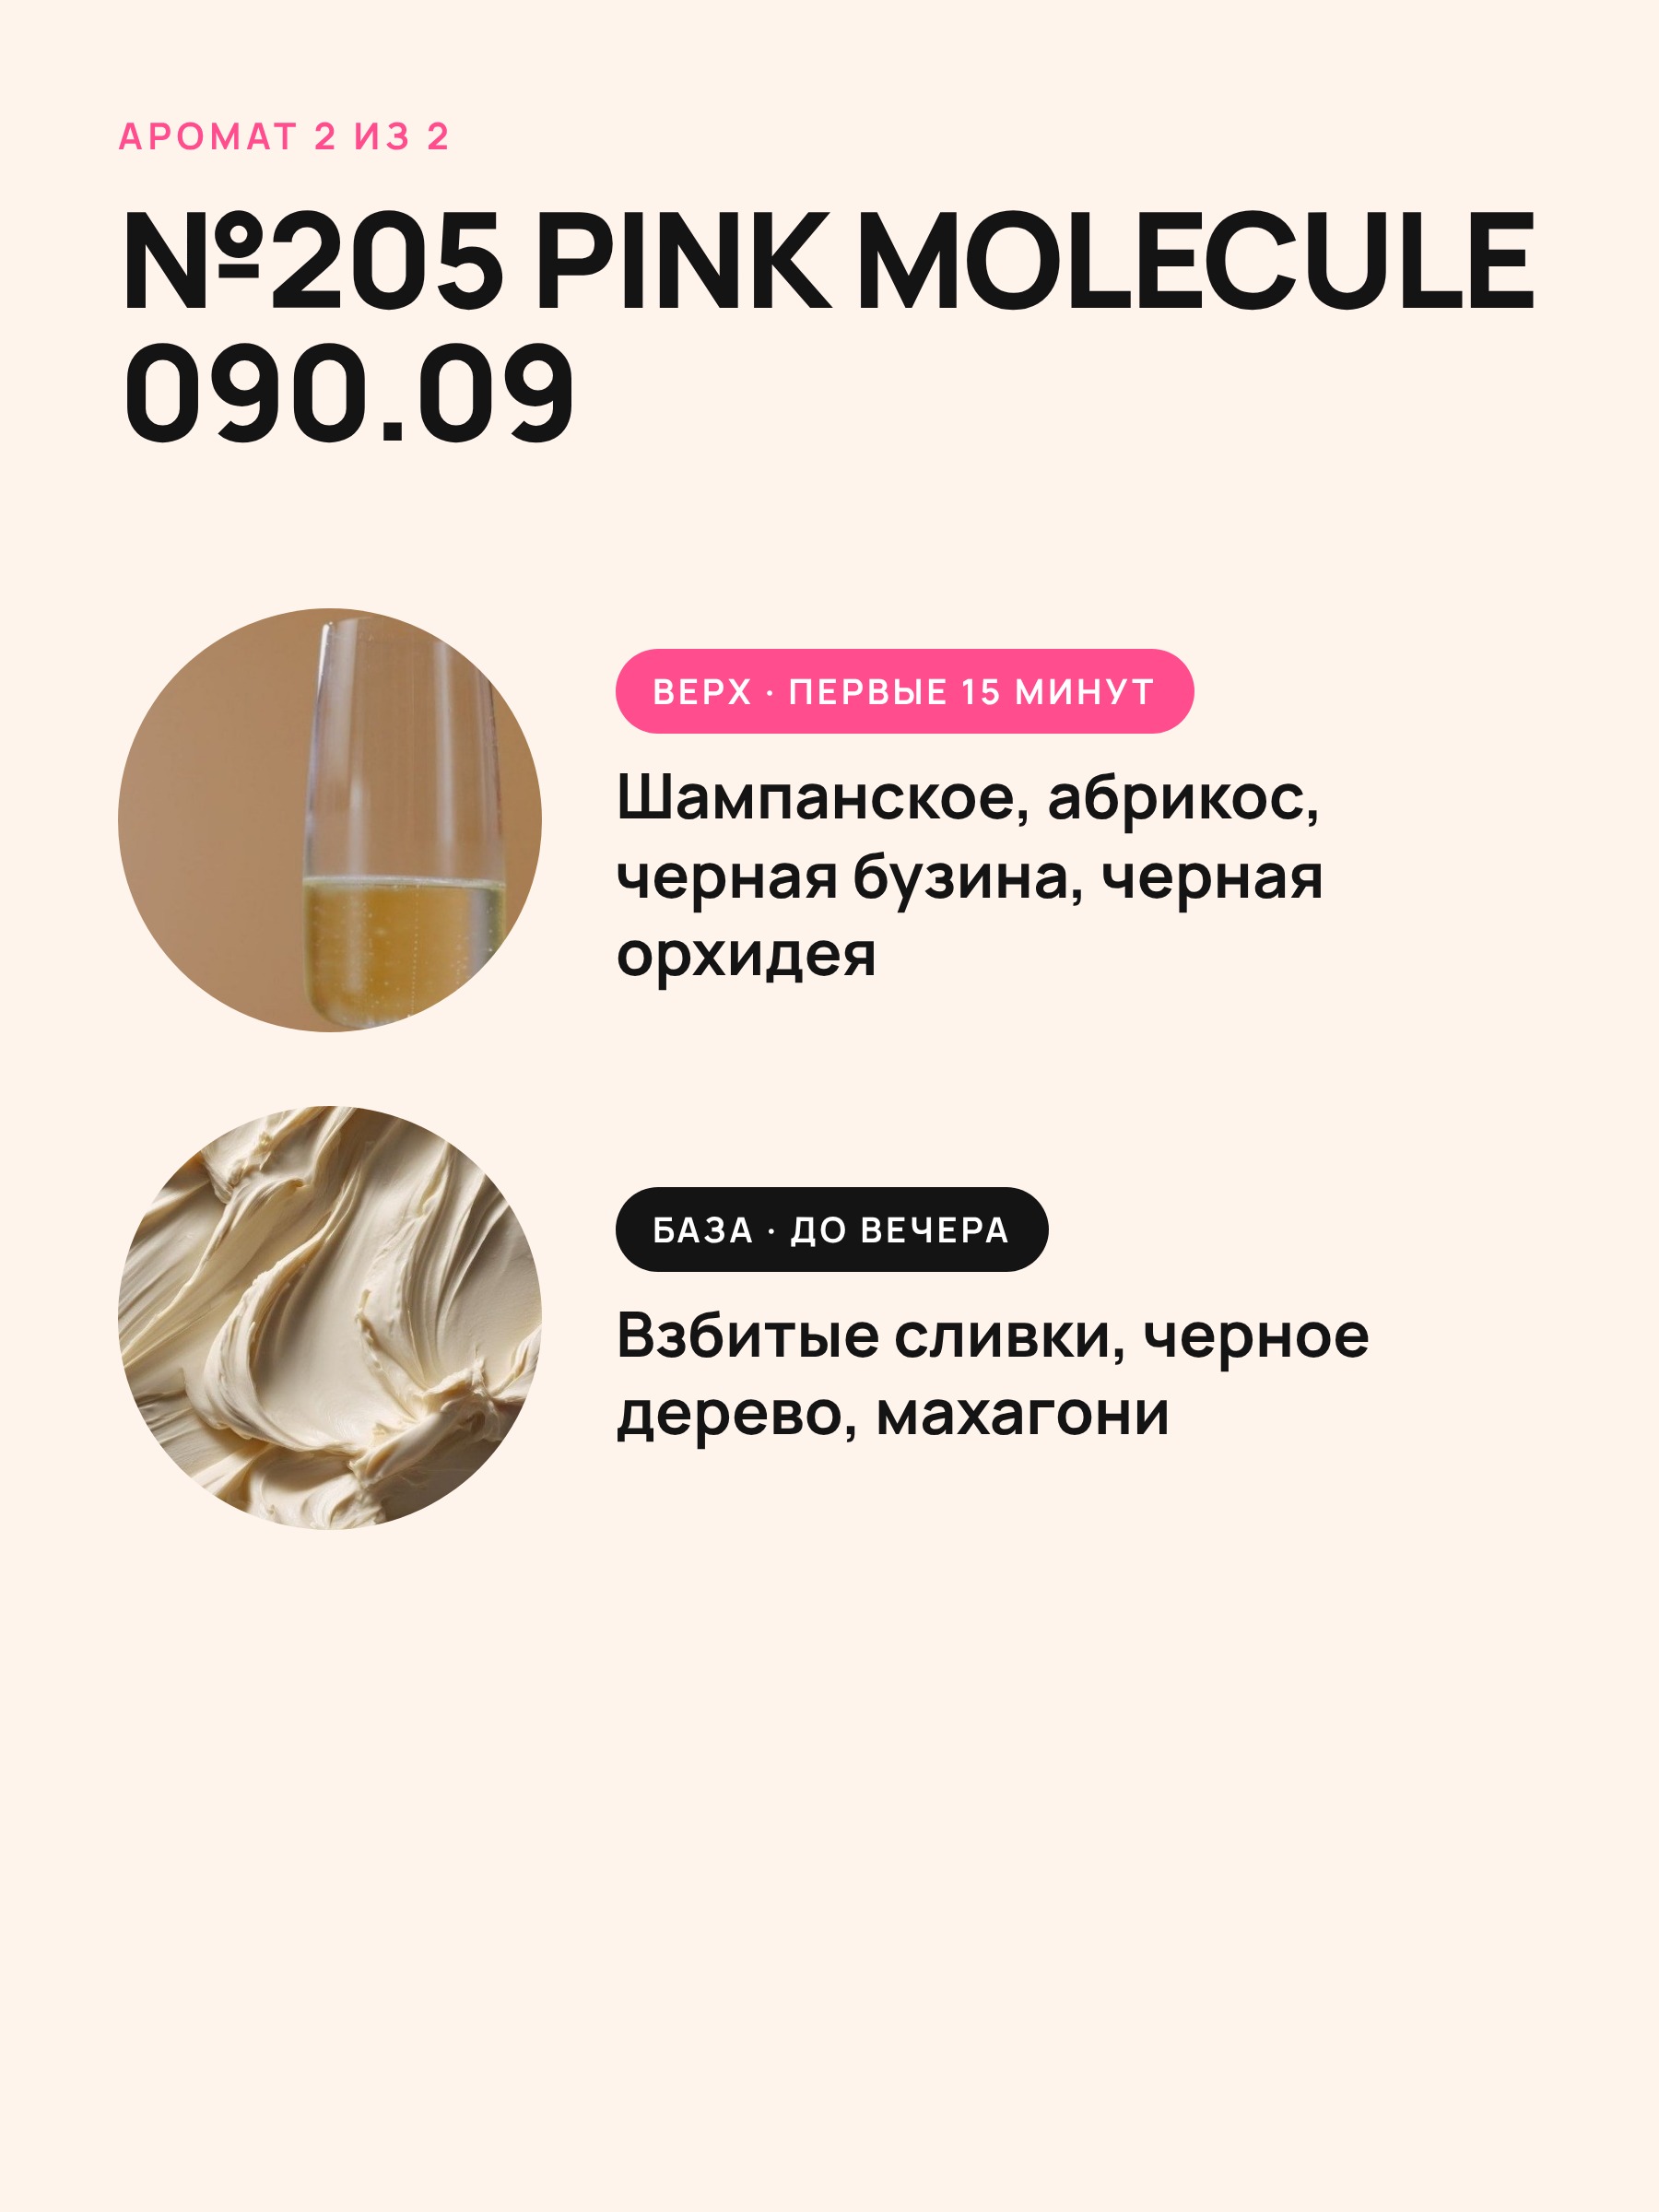 АРОМАТ 2 ИЗ 2
№205 PINK MOLECULE
090.09
ВЕРХ · ПЕРВЫЕ 15 МИНУТ
Шампанское, абрикос,
черная бузина, черная
орхидея
БАЗА · ДО ВЕЧЕРА
Взбитые сливки, черное
дерево, махагони